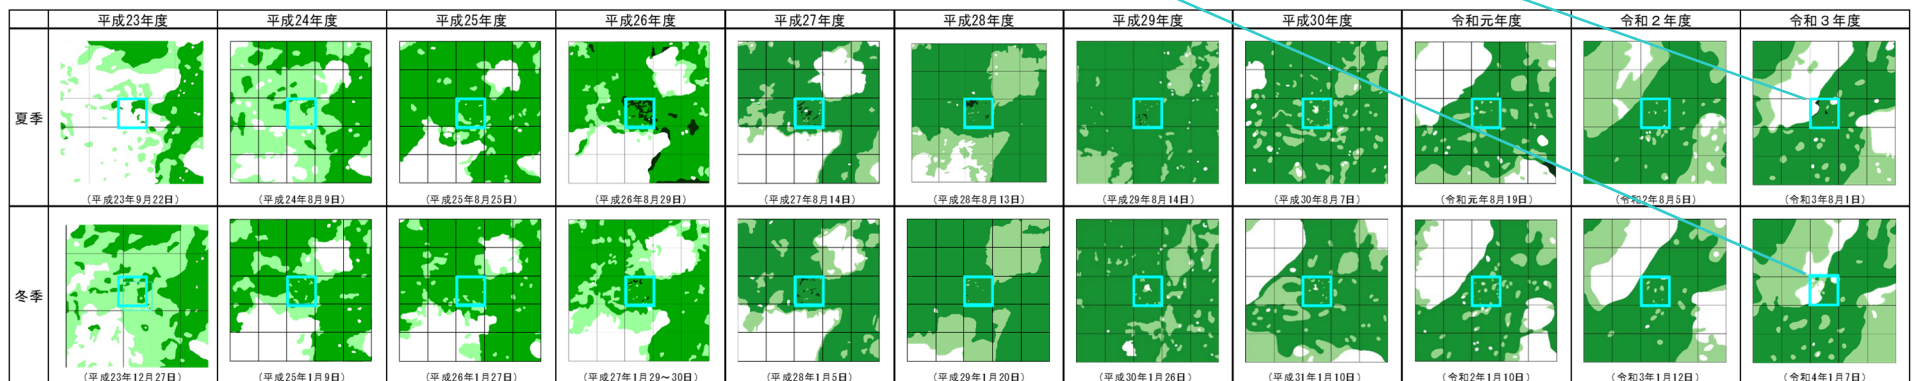 平成23年度 平成24年度 平成25年度 平成26年度 平成27年度 平成28年度 平成29年度 平成30年度 令和元年度 令和2年度 令和3年度
夏季
(平成23年9月22日) (平成24年8月9日) (平成25年8月25日) (平成26年8月29日) (平成27年8月14日) (平成28年8月13日) (平成29年8月14日) (平成30年8月7日) (令和元年8月19日) (令和2年8月5日) (令和3年8月1日)
冬季
(平成23年12月27日) (平成25年1月9日) (平成26年1月27日) (平成27年1月29~30日) (平成28年1月5日) (平成29年1月20日) (平成30年1月26日) (平成31年1月10日) (令和2年1月10日) (令和3年1月12日) (令和4年1月7日)